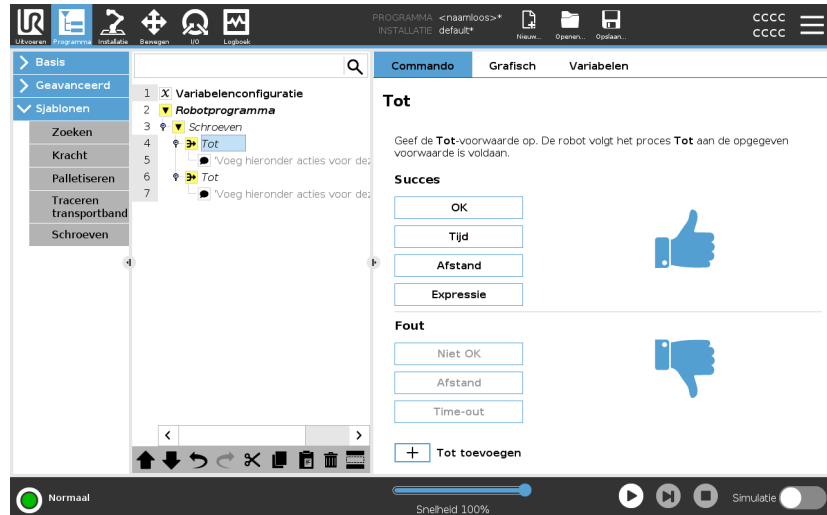 UR
Uitvoeren Programma Installatie Bewegen I/O Logboek
PROGRAMMA <naamloos>*
INSTALLATIE default*
Nieuw... Openen... Opslaan...
CCCC
CCCC
Basis
Geavanceerd
Sjablonen
Zoeken
Kracht
Palletiseren
Traceren
transportband
Schroeven
1 X Variabelenconfiguratie
2 Robotprogramma
3 Schroeven
4 Tot
5 'Voeg hieronder acties voor dez
6 Tot
7 'Voeg hieronder acties voor dez
Commando Grafisch Variabelen
Tot
Geef de Tot-voorwaarde op. De robot volgt het proces Tot aan de opgegeven
voorwaarde is voldaan.
Succes
OK
Tijd
Afstand
Expressie
Fout
Niet OK
Afstand
Time-out
+ Tot toevoegen
Normaal
Snelheid 100%
Simulatie